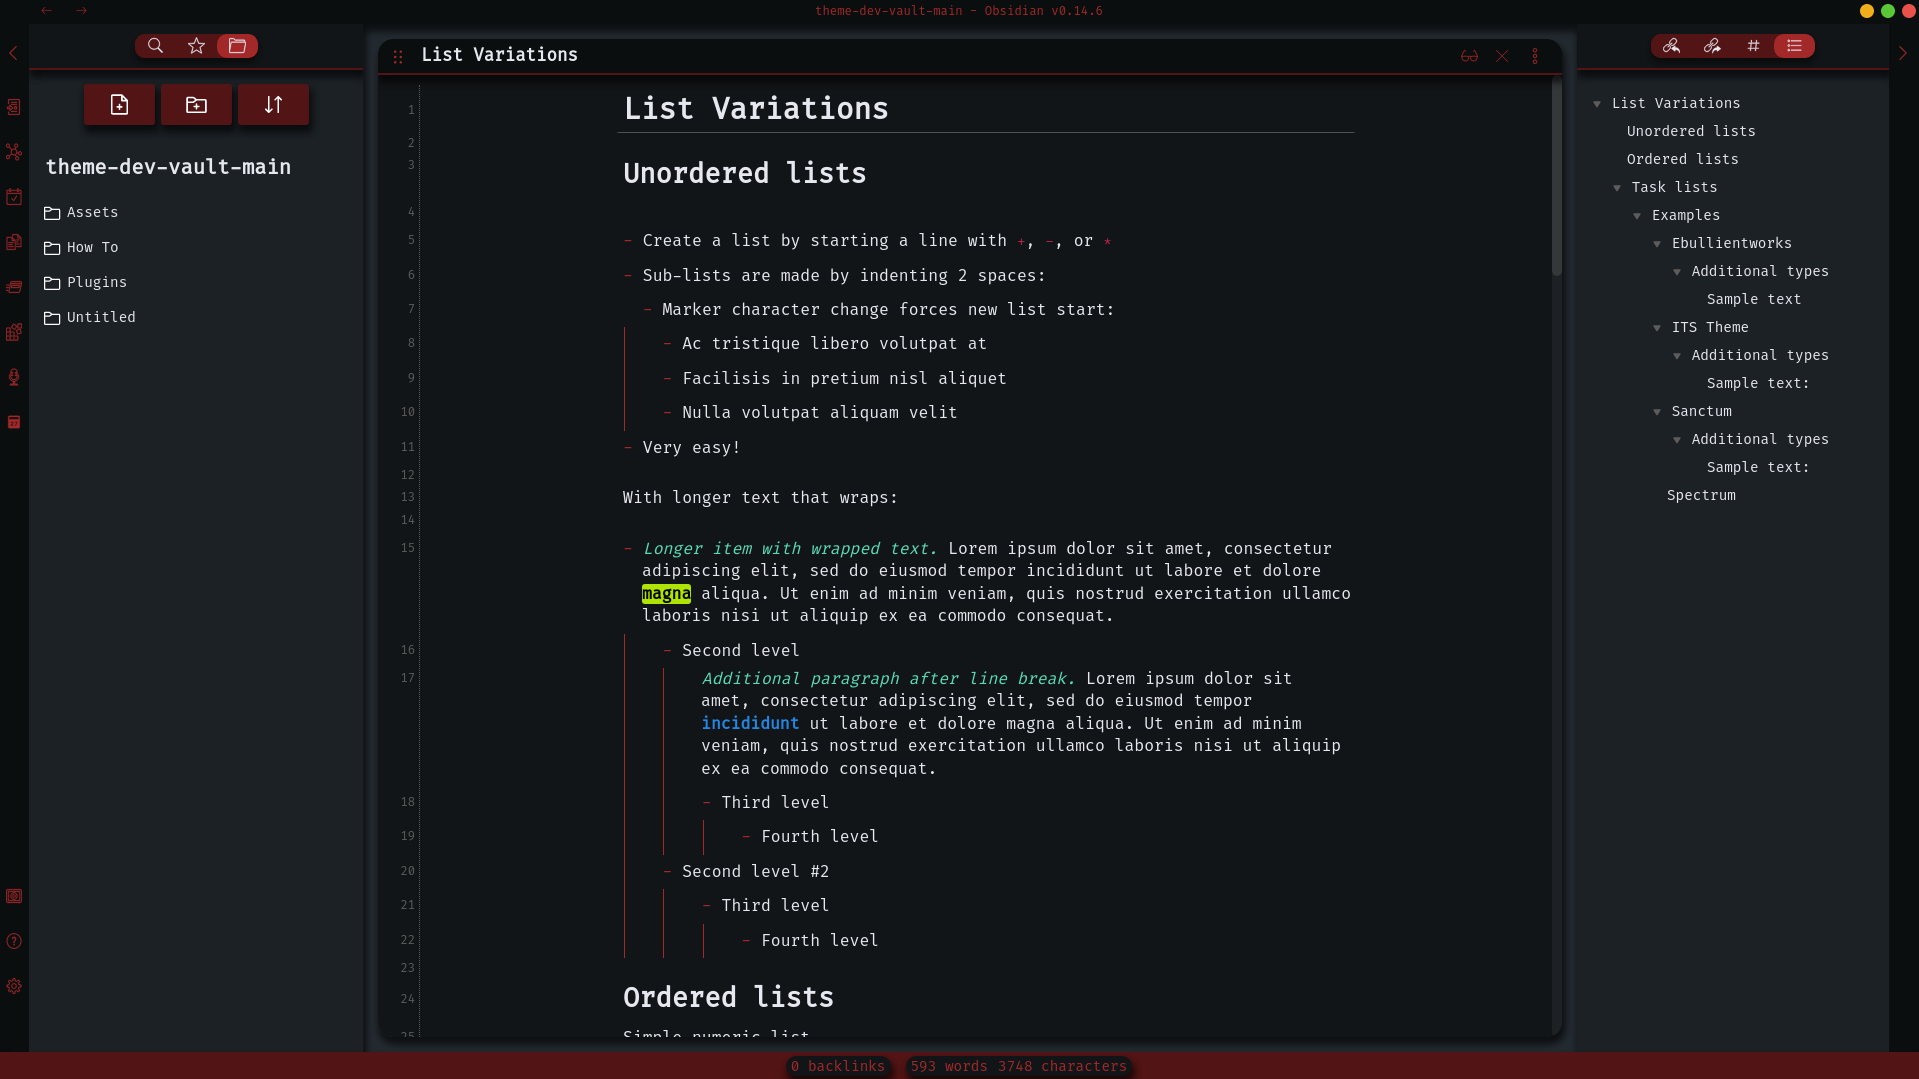 theme-dev-vault-main - Obsidian v0.14.6
theme-dev-vault-main
Assets
How To
Plugins
Untitled
List Variations
1 List Variations
2
3 Unordered lists
4
5 - Create a list by starting a line with +, -, or *
6 - Sub-lists are made by indenting 2 spaces:
7 - Marker character change forces new list start:
8 - Ac tristique libero volutpat at
9 - Facilisis in pretium nisl aliquet
10 - Nulla volutpat aliquam velit
11 - Very easy!
12
13 With longer text that wraps:
14
15 - Longer item with wrapped text. Lorem ipsum dolor sit amet, consectetur
adipiscing elit, sed do eiusmod tempor incididunt ut labore et dolore
magna aliqua. Ut enim ad minim veniam, quis nostrud exercitation ullamco
laboris nisi ut aliquip ex ea commodo consequat.
16 - Second level
17 Additional paragraph after line break. Lorem ipsum dolor sit
amet, consectetur adipiscing elit, sed do eiusmod tempor
incididunt ut labore et dolore magna aliqua. Ut enim ad minim
veniam, quis nostrud exercitation ullamco laboris nisi ut aliquip
ex ea commodo consequat.
18 - Third level
19 - Fourth level
20 - Second level #2
21 - Third level
22 - Fourth level
23
24 Ordered lists
25 Simple numeric list
List Variations
Unordered lists
Ordered lists
Task lists
Examples
Ebullientworks
Additional types
Sample text
ITS Theme
Additional types
Sample text:
Sanctum
Additional types
Sample text:
Spectrum
0 backlinks 593 words 3748 characters